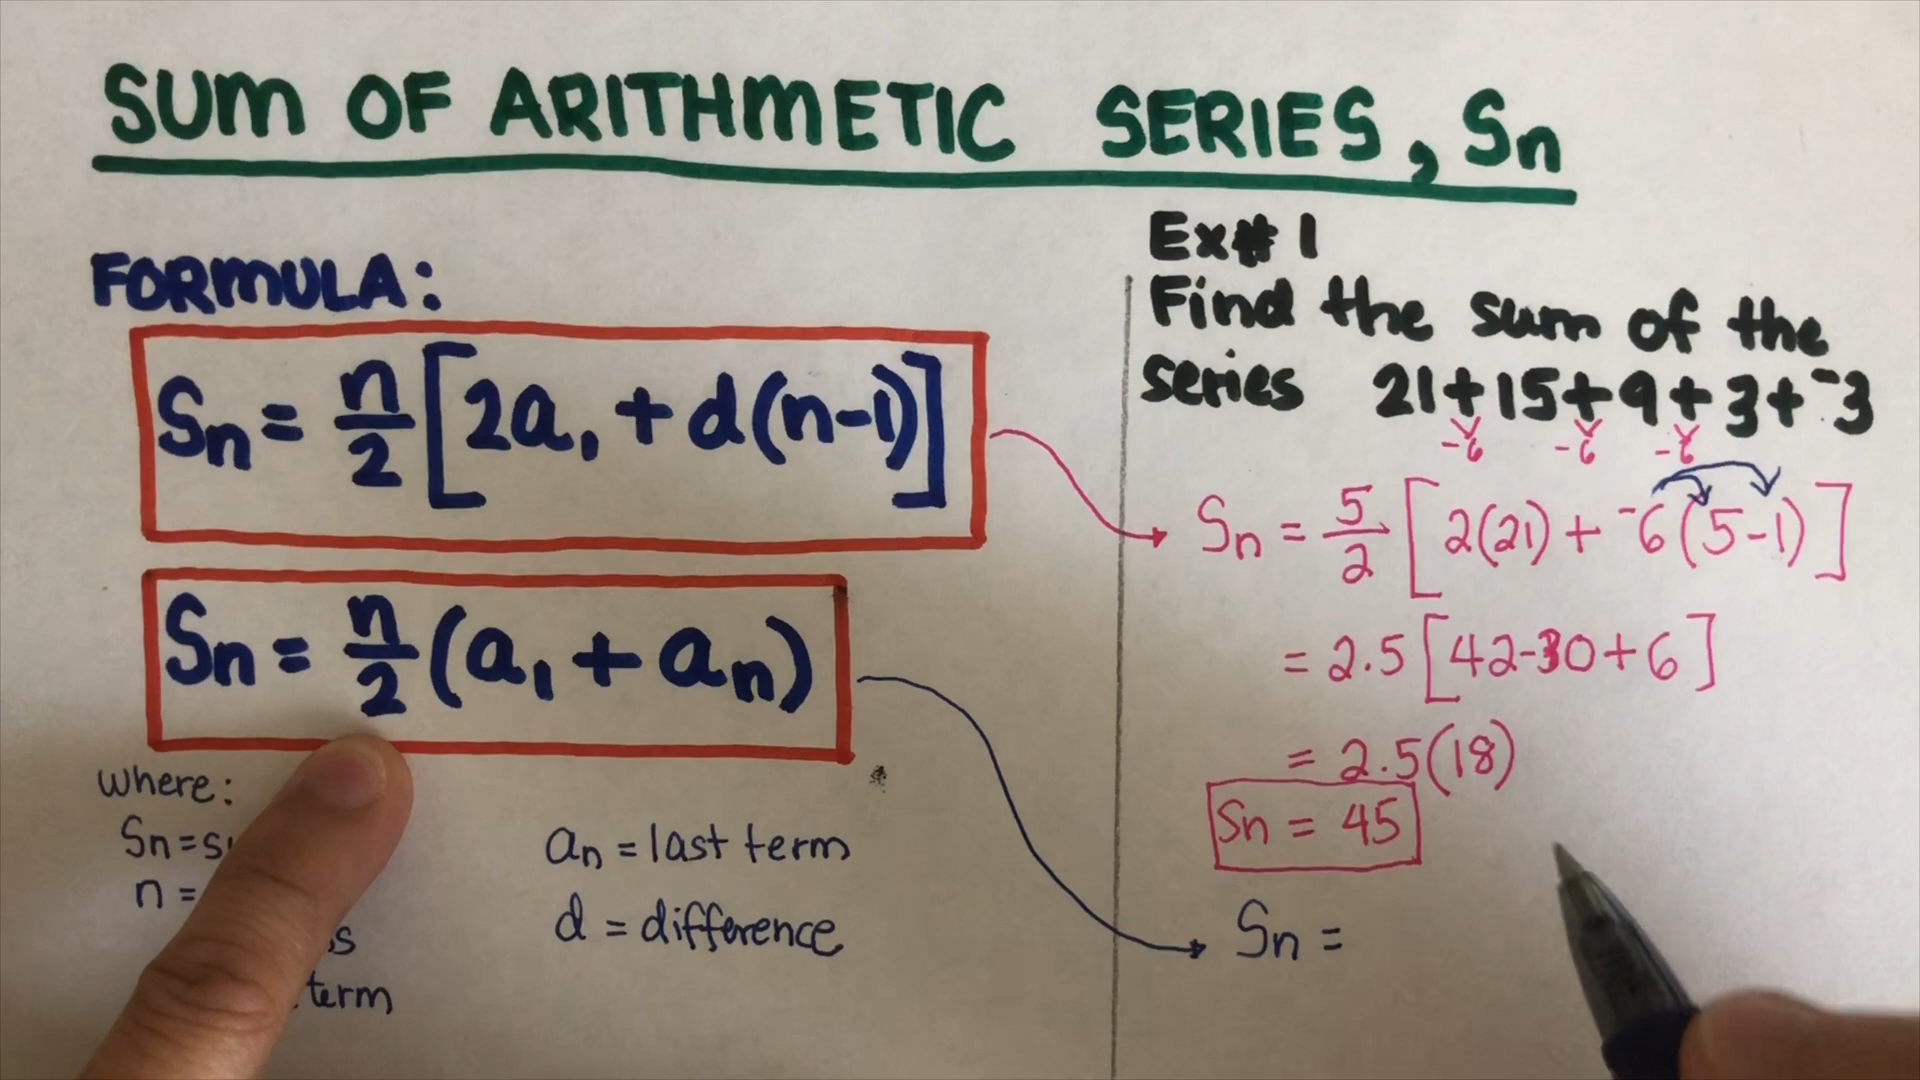 SUM OF ARITHMETIC SERIES, Sn
FORMULA:
Sn = n/2 [2a₁ + d(n-1)]
Sn = n/2 (a₁ + an)
where:
Sn =
n =
term
an = last term
d = difference
Ex# 1
Find the sum of the
series 21+15+9+3+⁻3
-6 -6 -6
Sn = 5/2 [2(21) + ⁻6(5-1)]
= 2.5 [42-30+6]
= 2.5(18)
Sn = 45
Sn =